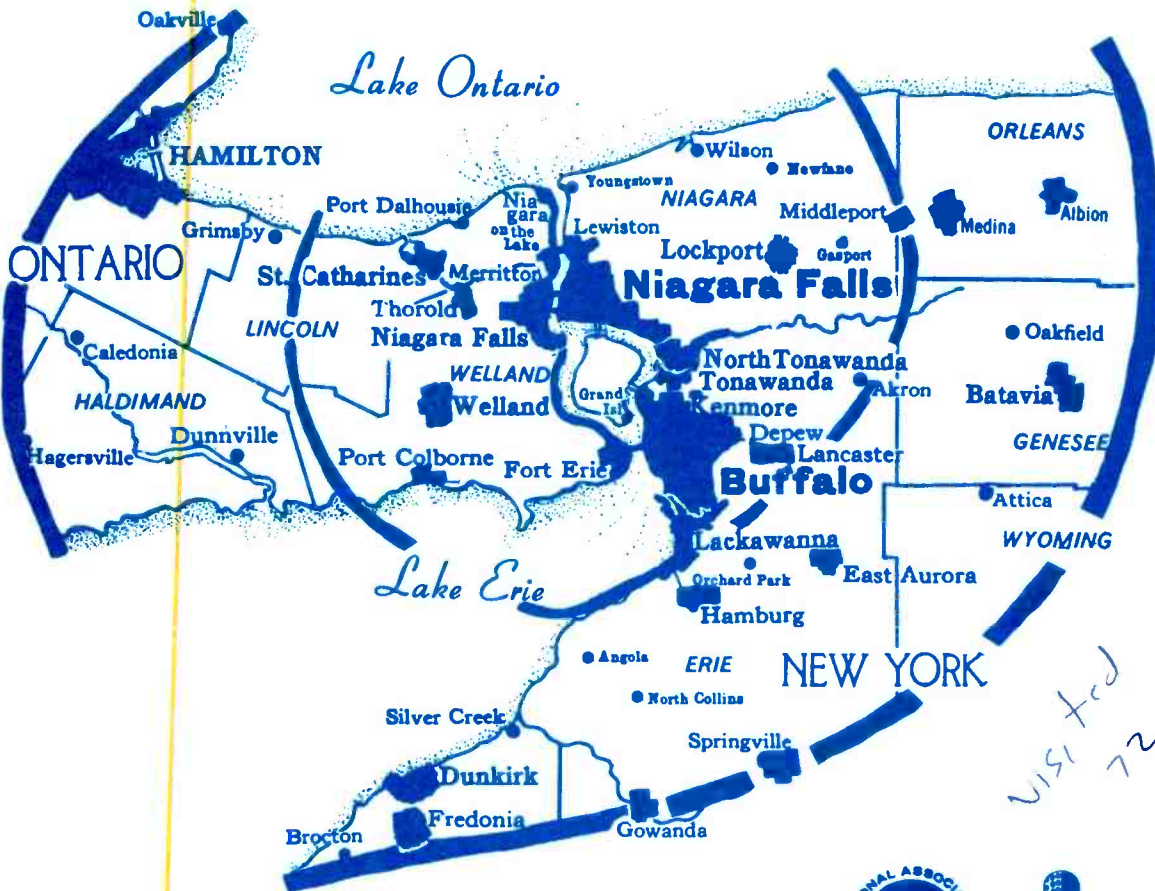 Oakville
Lake Ontario
HAMILTON
ORLEANS
Wilson
Newfane
Youngstown
NIAGARA
Port Dalhousie
Nia
gara
on the
Lake
Lewiston
Middleport
Medina
Albion
Grimsby
ONTARIO
St. Catharines
Merritton
Lockport
Gasport
Niagara Falls
Thorold
LINCOLN
Niagara Falls
Oakfield
Caledonia
WELLAND
North Tonawanda
Tonawanda
Akron
Grand
Isl
Batavia
HALDIMAND
Welland
Kenmore
Dunnville
Depew
GENESEE
Hagersville
Port Colborne
Fort Erie
Lancaster
Buffalo
Attica
Lackawanna
WYOMING
Lake Erie
Orchard Park
East Aurora
Hamburg
Angola
ERIE
NEW YORK
North Collins
Silver Creek
Springville
visited
72
Dunkirk
Fredonia
Gowanda
Brocton
NAL ASSOC